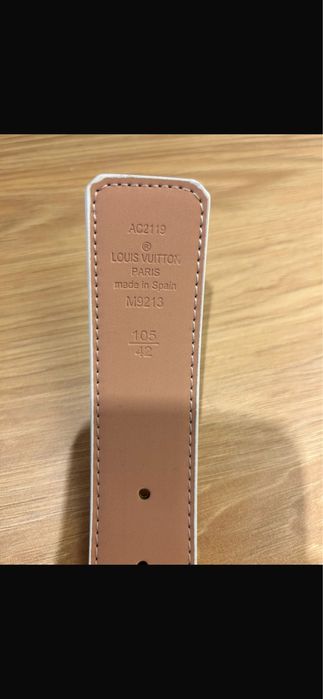 AC2119
®
LOUIS VUITTON
PARIS
made in Spain
M9213
105
42